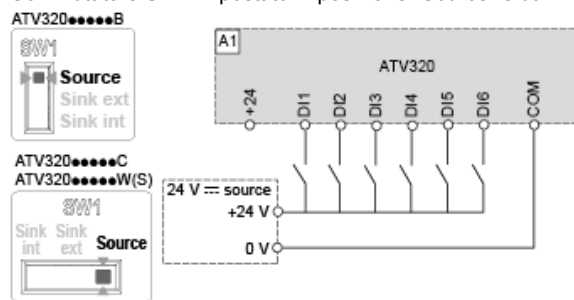 ATV320●●●●●B
SW1
Source
Sink ext
Sink int
ATV320●●●●●C
ATV320●●●●●W(S)
SW1
Sink int
Sink ext
Source
A1
ATV320
+24
DI1
DI2
DI3
DI4
DI5
DI6
COM
24 V ⎓ source
+24 V
0 V